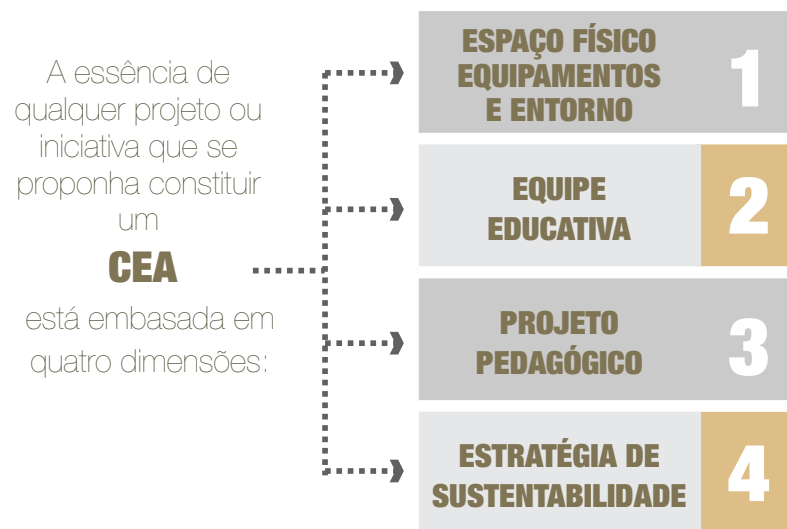 A essência de
qualquer projeto ou
iniciativa que se
proponha constituir
um
CEA
está embasada em
quatro dimensões:
ESPAÇO FÍSICO
EQUIPAMENTOS
E ENTORNO
1
EQUIPE
EDUCATIVA
2
PROJETO
PEDAGÓGICO
3
ESTRATÉGIA DE
SUSTENTABILIDADE
4